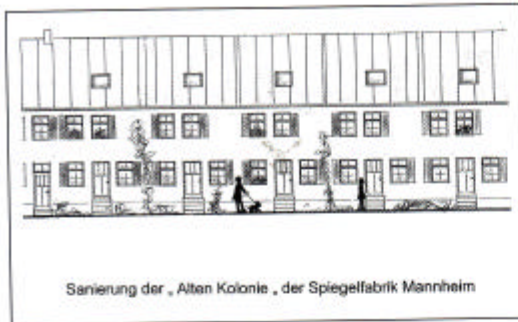 Sanierung der „ Alten Kolonie „ der Spiegelfabrik Mannheim